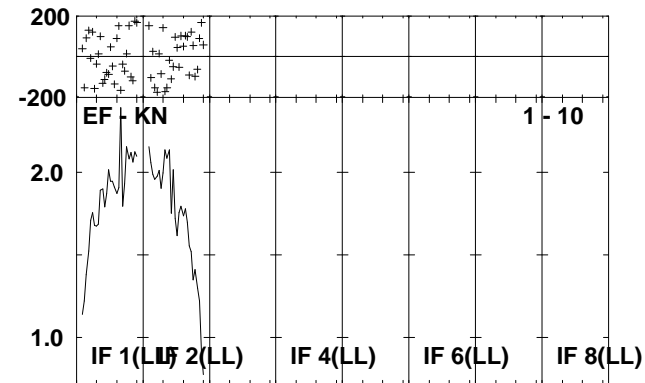 200
-200
EF - KN 1 - 10
2.0
1.0
IF 1(LL) IF 2(LL) IF 4(LL) IF 6(LL) IF 8(LL)